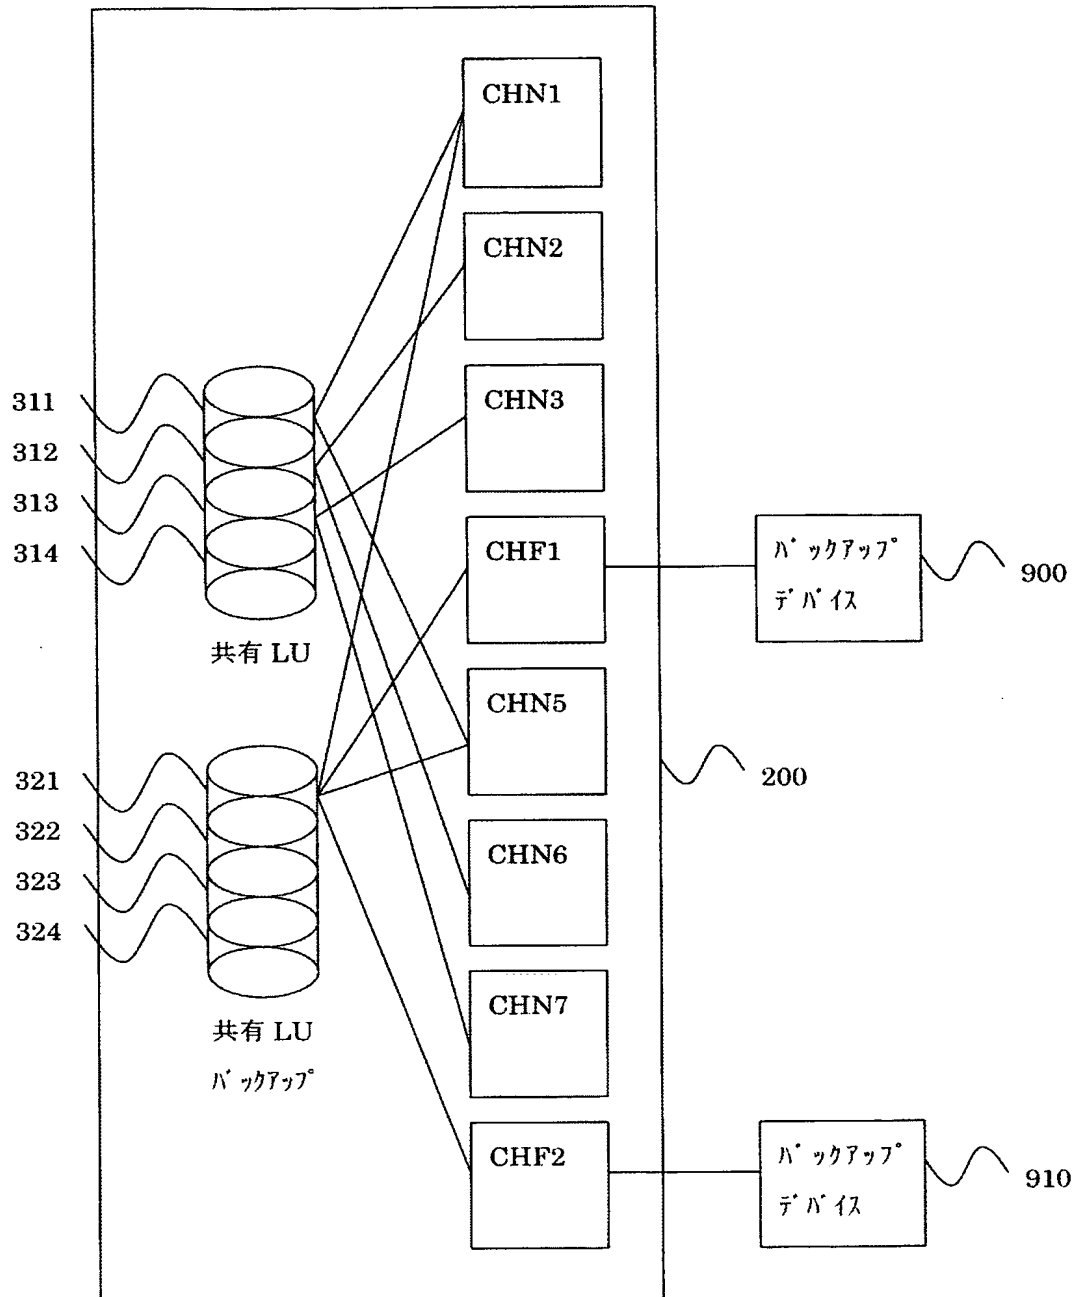 CHN1
CHN2
CHN3
CHF1
CHN5
CHN6
CHN7
CHF2
311
312
313
314
共有 LU
321
322
323
324
共有 LU
バックアップ
バックアップ
デバイス
900
200
バックアップ
デバイス
910